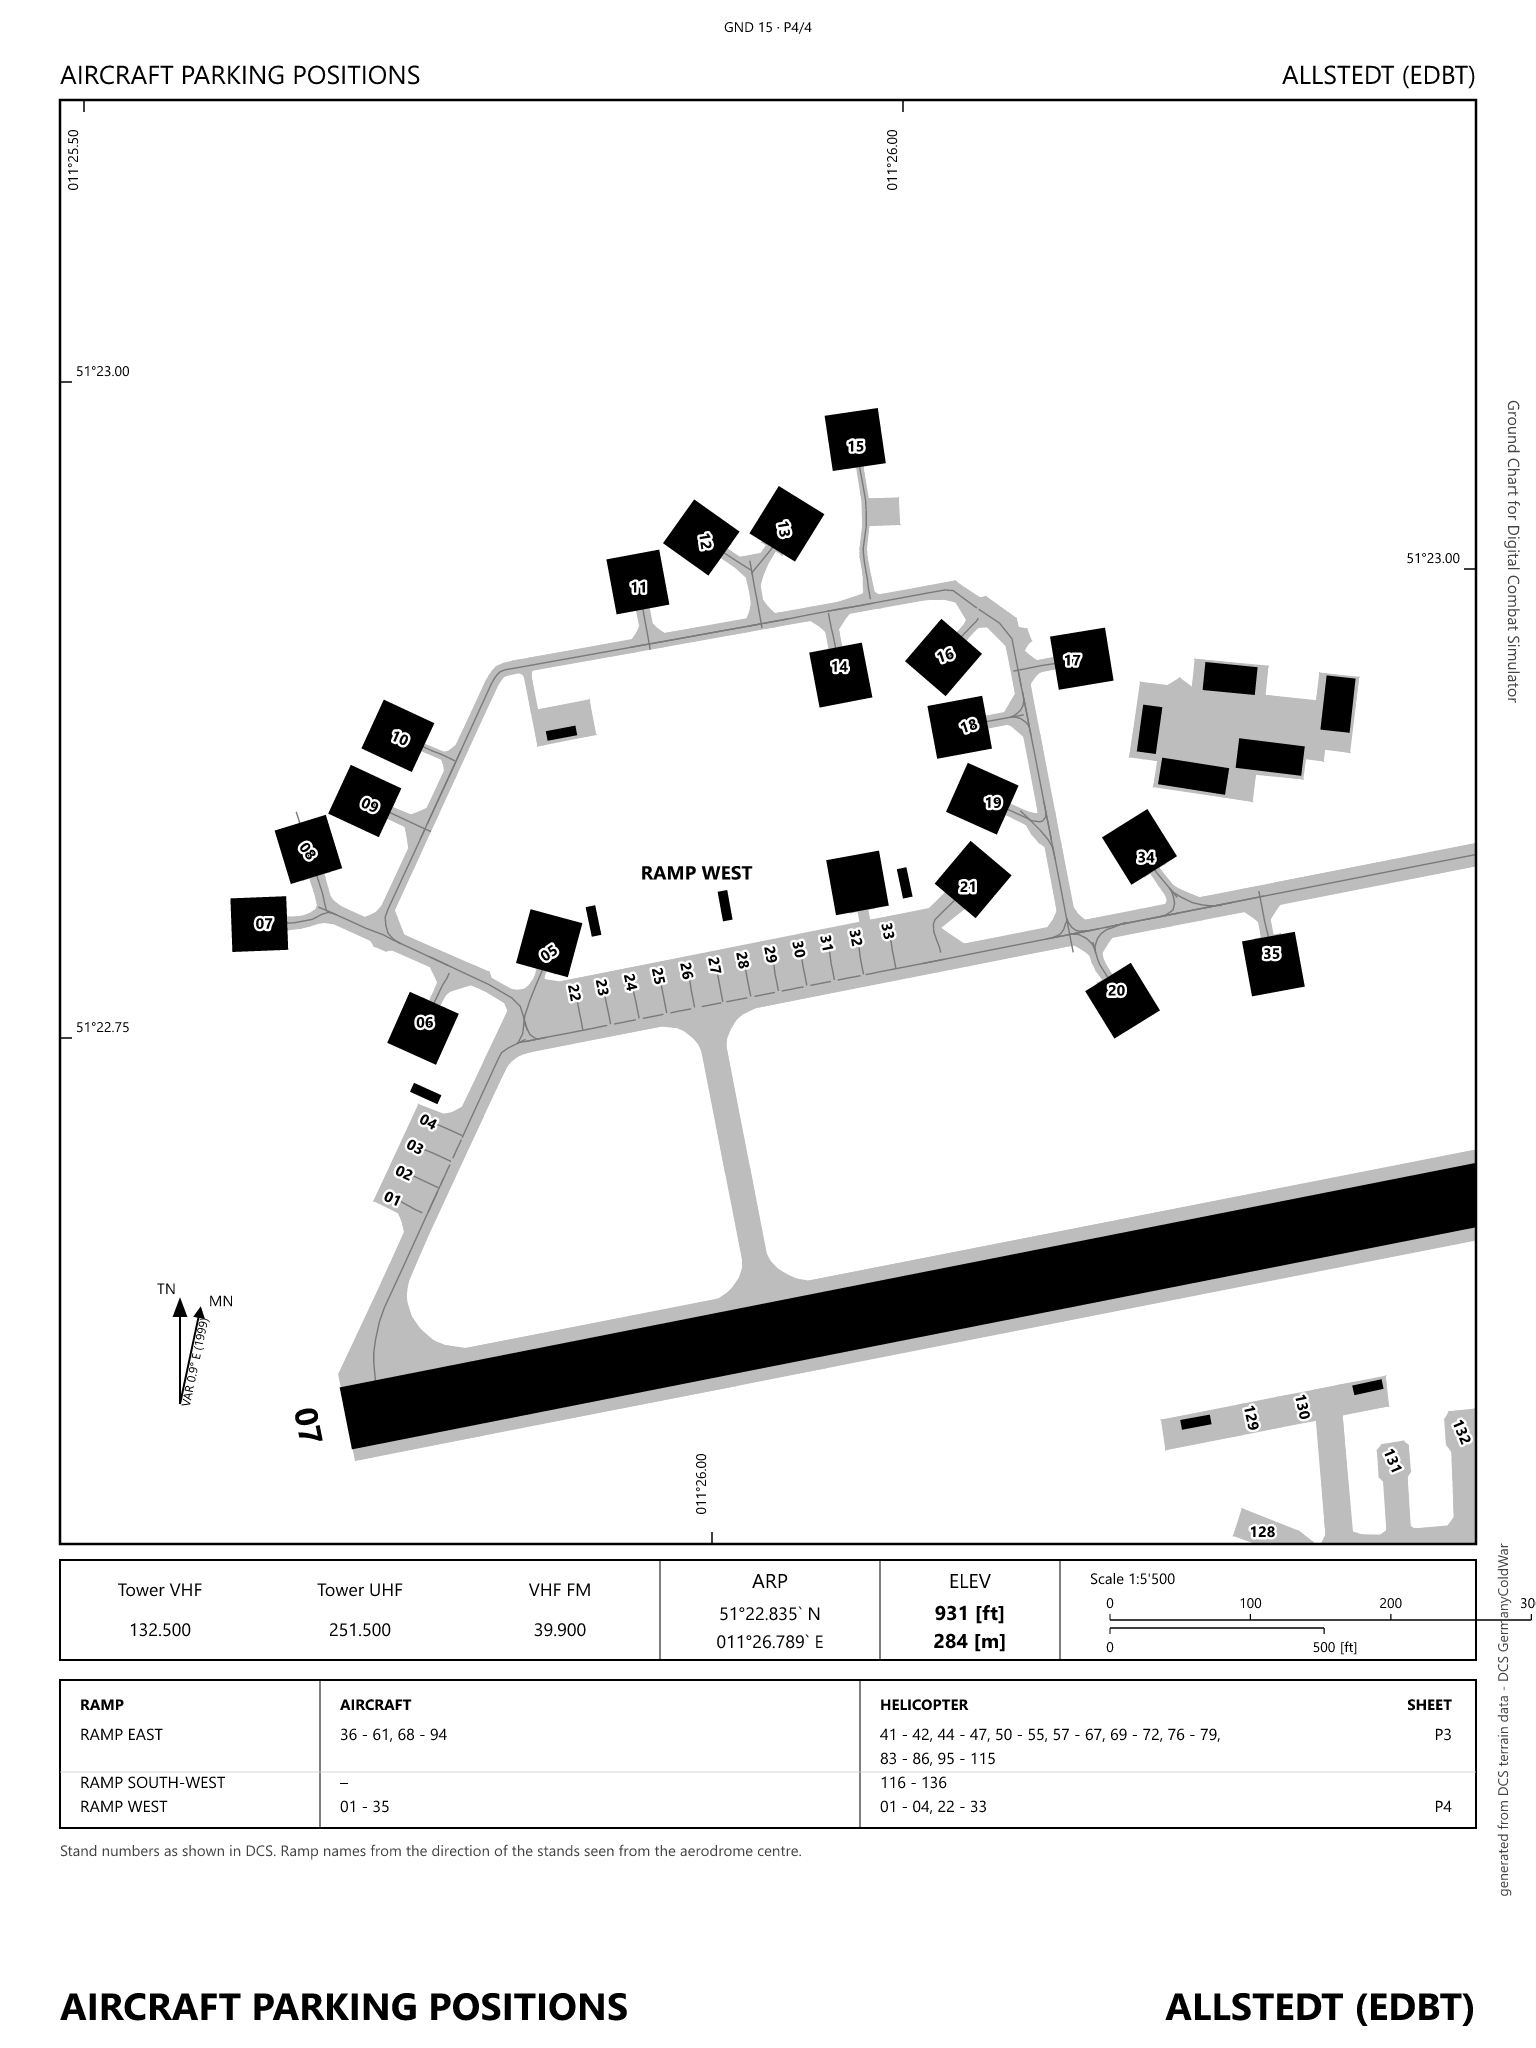 GND 15 · P4/4
AIRCRAFT PARKING POSITIONS
ALLSTEDT (EDBT)
011°25.50
011°26.00
51°23.00
51°23.00
Ground Chart for Digital Combat Simulator
15
13
12
11
14
16
17
18
10
09
19
08
34
RAMP WEST
21
07
05
33
32
31
30
29
28
27
26
25
24
23
22
35
20
06
51°22.75
04
03
02
01
TN
MN
VAR 0.9° E (1999)
07
011°26.00
130
129
132
131
128
Tower VHF
132.500
Tower UHF
251.500
VHF FM
39.900
ARP
51°22.835` N
011°26.789` E
ELEV
931 [ft]
284 [m]
Scale 1:5'500
0 100 200 30
0 500 [ft]
generated from DCS terrain data - DCS GermanyColdWar
RAMP AIRCRAFT HELICOPTER SHEET
RAMP EAST 36 - 61, 68 - 94 41 - 42, 44 - 47, 50 - 55, 57 - 67, 69 - 72, 76 - 79, P3
83 - 86, 95 - 115
RAMP SOUTH-WEST – 116 - 136
RAMP WEST 01 - 35 01 - 04, 22 - 33 P4
Stand numbers as shown in DCS. Ramp names from the direction of the stands seen from the aerodrome centre.
AIRCRAFT PARKING POSITIONS
ALLSTEDT (EDBT)